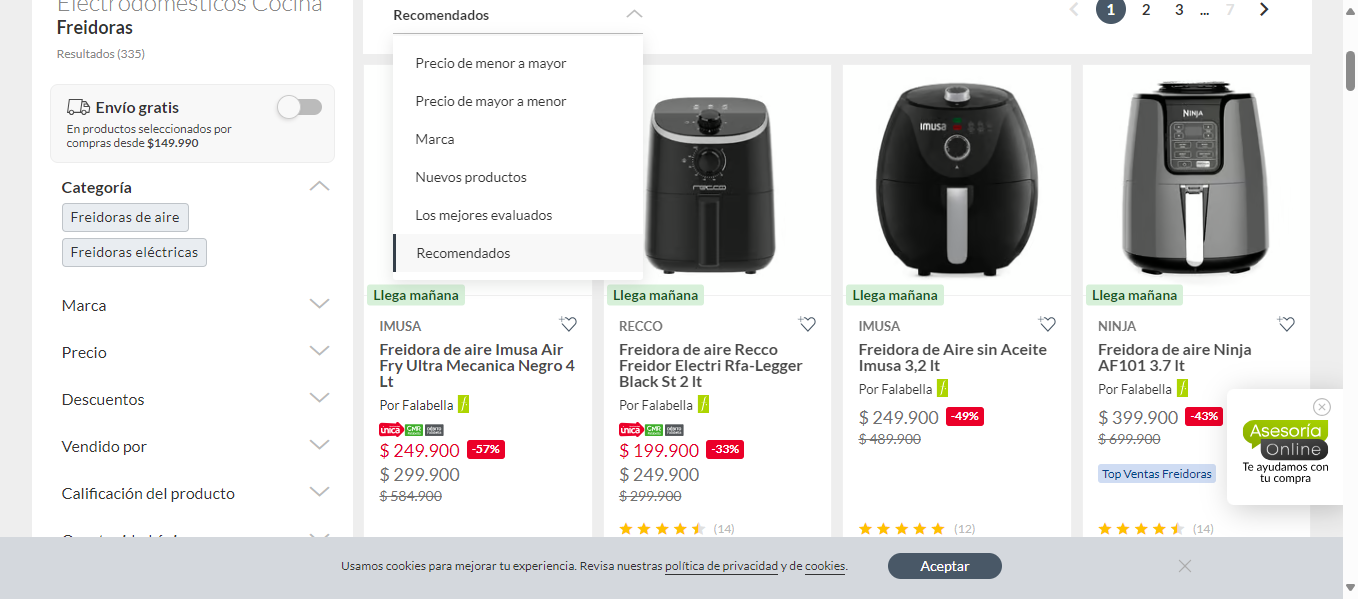 Electrodomésticos Cocina
Freidoras
Resultados (335)
Envío gratis
En productos seleccionados por
compras desde $149.990
Categoría
Freidoras de aire
Freidoras eléctricas
Marca
Precio
Descuentos
Vendido por
Calificación del producto
Recomendados
Precio de menor a mayor
Precio de mayor a menor
Marca
Nuevos productos
Los mejores evaluados
Recomendados
1 2 3 ... 7
Llega mañana
IMUSA
Freidora de aire Imusa Air
Fry Ultra Mecanica Negro 4
Lt
Por Falabella
única CMR
$ 249.900 -57%
$ 299.900
$ 584.900
recco
Llega mañana
RECCO
Freidora de aire Recco
Freidor Electri Rfa-Legger
Black St 2 lt
Por Falabella
única CMR
$ 199.900 -33%
$ 249.900
$ 299.900
(14)
imusa
Llega mañana
IMUSA
Freidora de Aire sin Aceite
Imusa 3,2 lt
Por Falabella
$ 249.900 -49%
$ 489.900
(12)
NINJA
Llega mañana
NINJA
Freidora de aire Ninja
AF101 3.7 lt
Por Falabella
$ 399.900 -43%
$ 699.900
Top Ventas Freidoras
(14)
Asesoría
Online
Te ayudamos con
tu compra
Usamos cookies para mejorar tu experiencia. Revisa nuestras política de privacidad y de cookies.
Aceptar